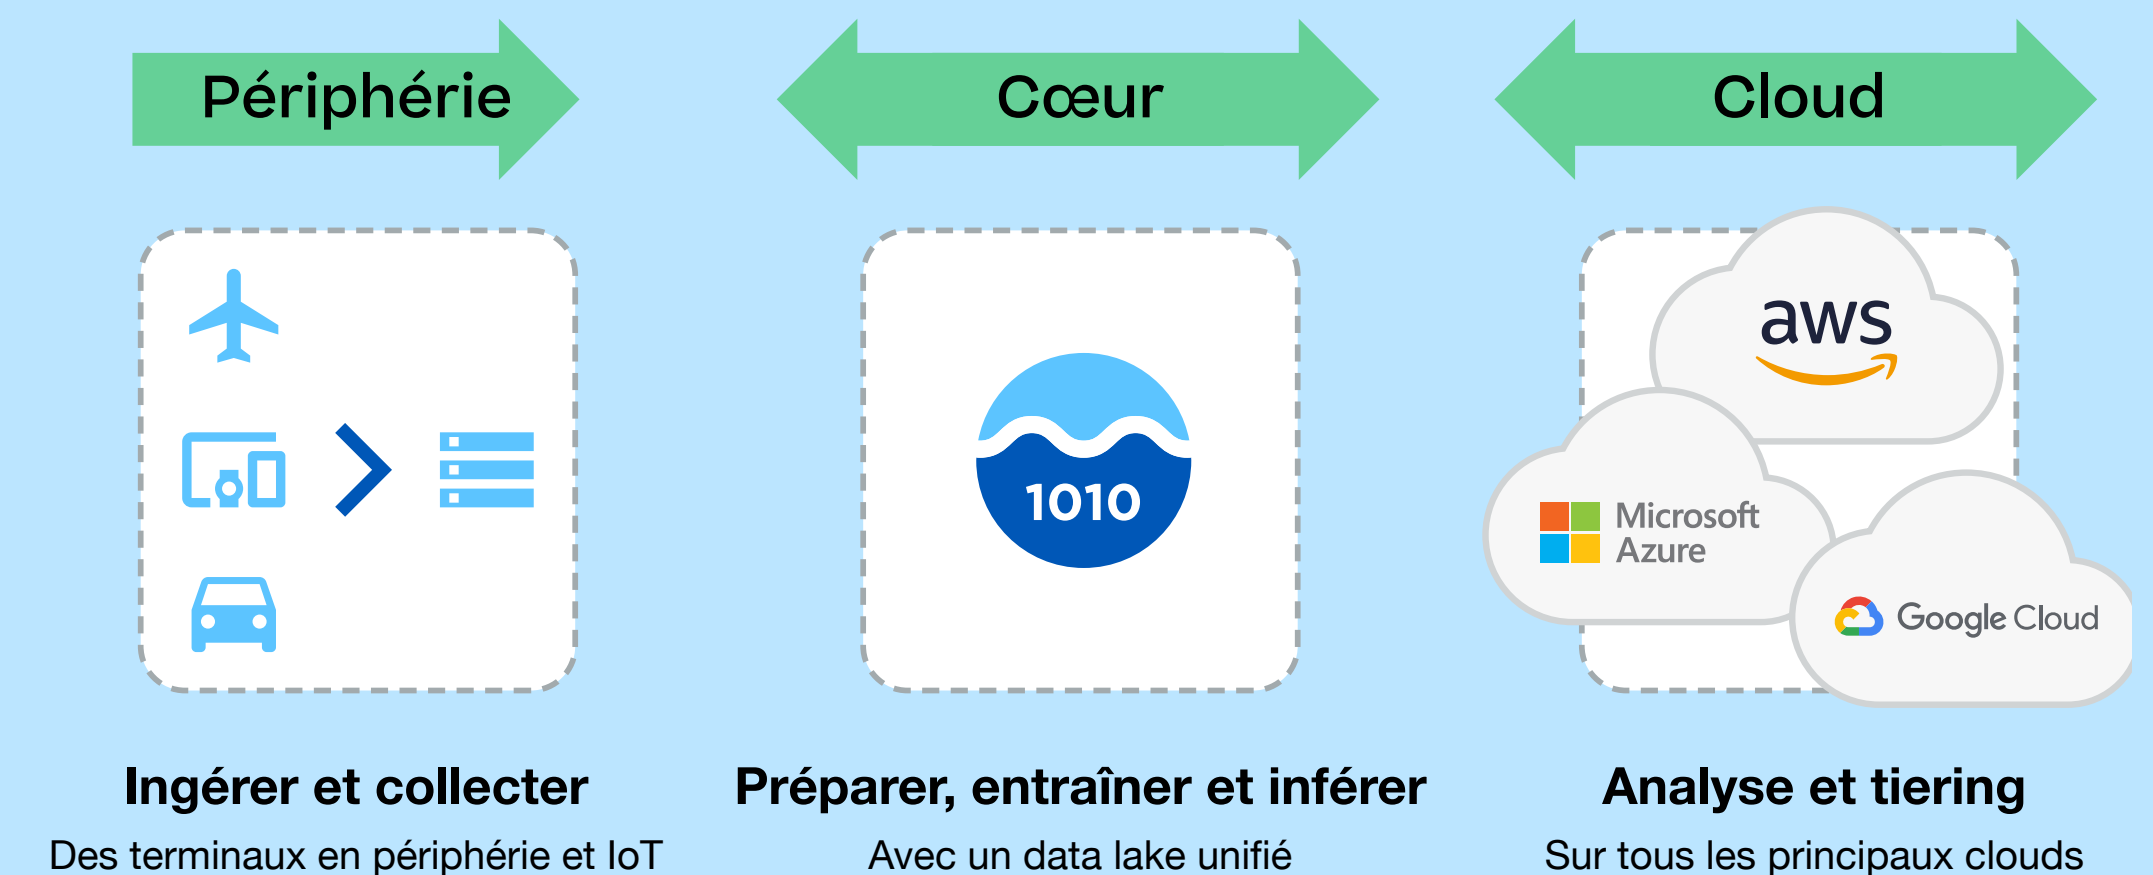 Périphérie
Cœur
Cloud
aws
Microsoft
Azure
Google Cloud
1010
Ingérer et collecter
Des terminaux en périphérie et IoT
Préparer, entraîner et inférer
Avec un data lake unifié
Analyse et tiering
Sur tous les principaux clouds